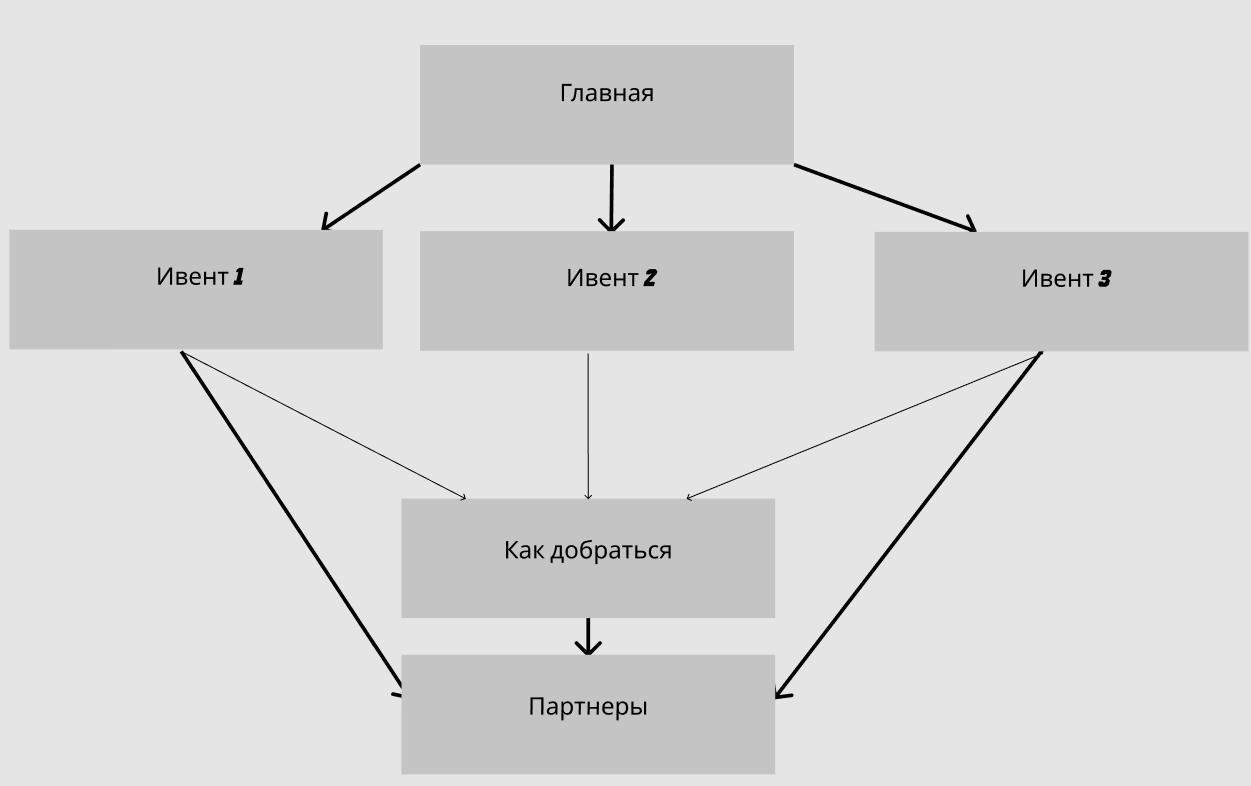 Главная
Ивент 1
Ивент 2
Ивент 3
Как добраться
Партнеры